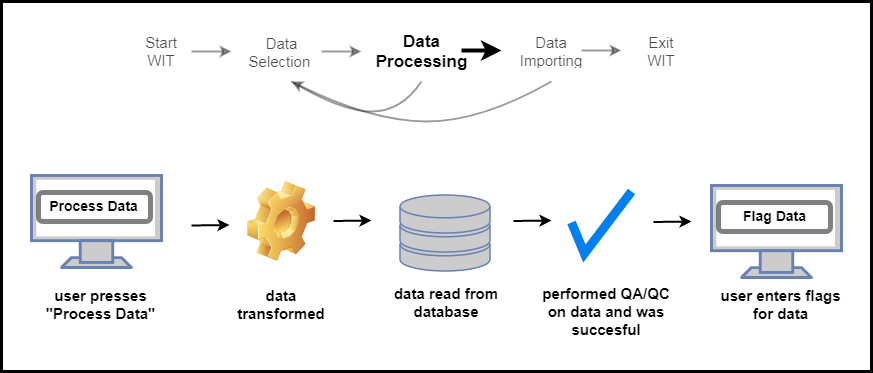 Start
WIT
Data
Selection
Data
Processing
Data
Importing
Exit
WIT
Process Data
Flag Data
user presses
"Process Data"
data
transformed
data read from
database
performed QA/QC
on data and was
succesful
user enters flags
for data